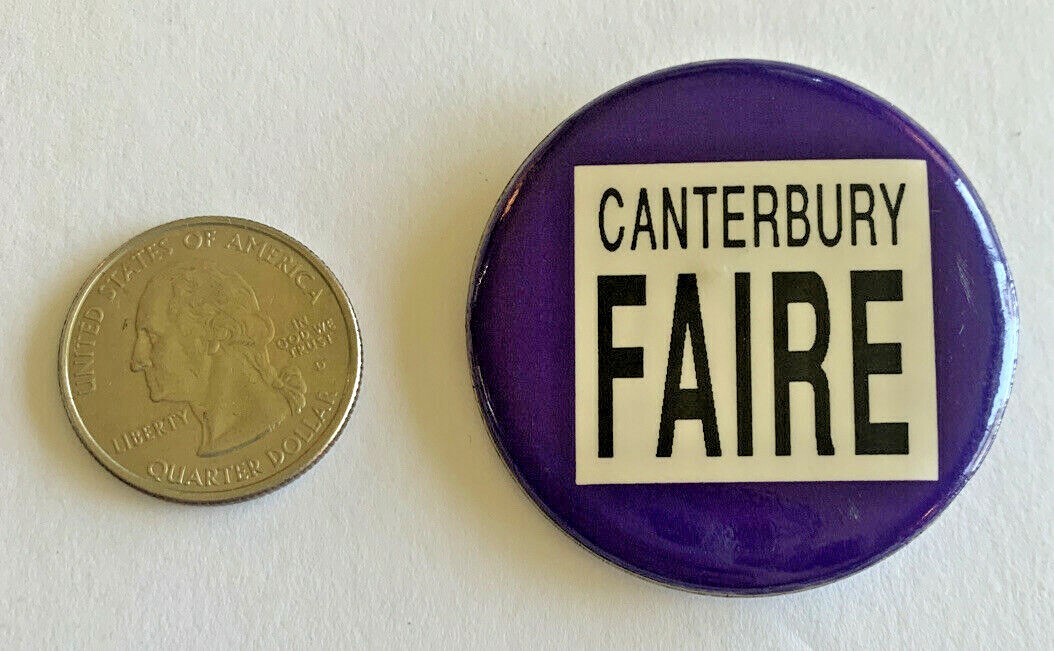 UNITED STATES OF AMERICA
IN
GOD WE
TRUST
LIBERTY
QUARTER DOLLAR
CANTERBURY
FAIRE